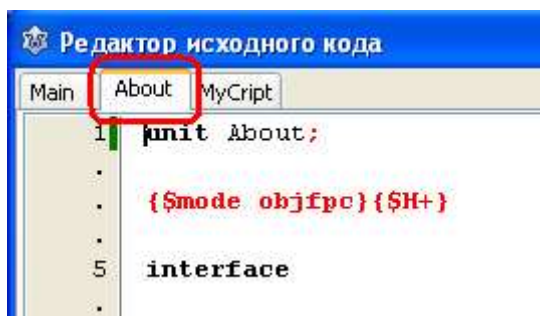 Редактор исходного кода
Main About MyCript
1 unit About;
.
. {$mode objfpc}{$H+}
.
5 interface
.